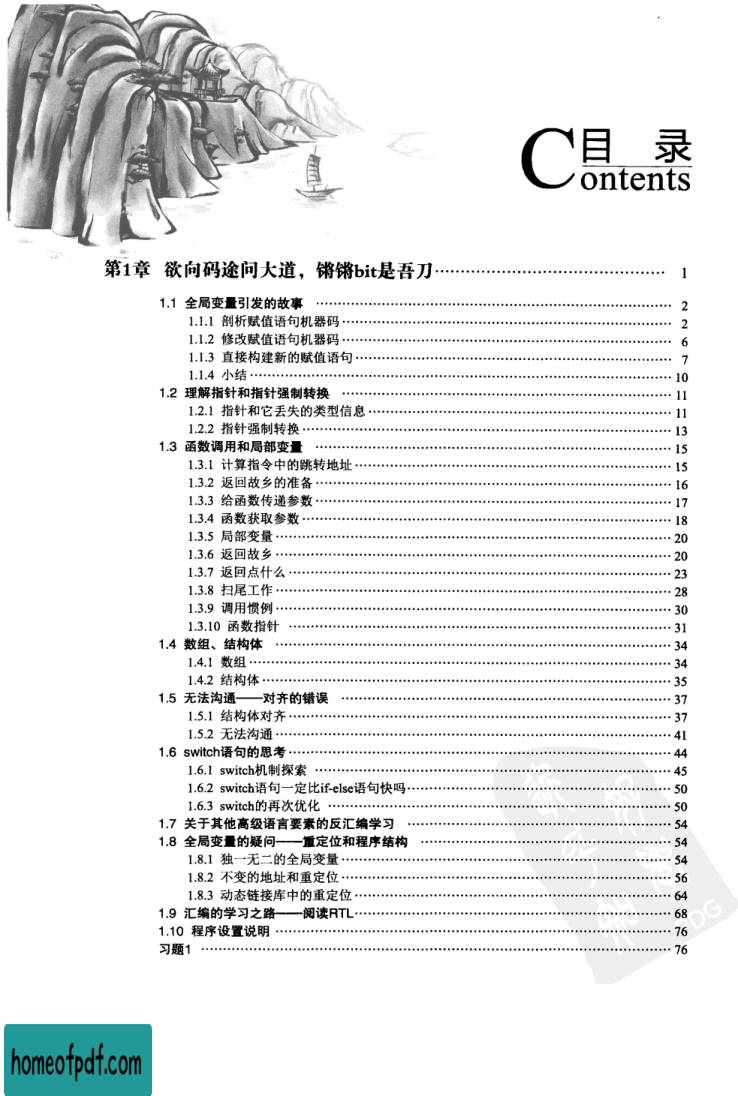 目 录
Contents
第1章 欲向码途问大道，锵锵bit是吾刀 …… 1
1.1 全局变量引发的故事 …… 2
1.1.1 剖析赋值语句机器码 …… 2
1.1.2 修改赋值语句机器码 …… 6
1.1.3 直接构建新的赋值语句 …… 7
1.1.4 小结 …… 10
1.2 理解指针和指针强制转换 …… 11
1.2.1 指针和它丢失的类型信息 …… 11
1.2.2 指针强制转换 …… 13
1.3 函数调用和局部变量 …… 15
1.3.1 计算指令中的跳转地址 …… 15
1.3.2 返回故乡的准备 …… 16
1.3.3 给函数传递参数 …… 17
1.3.4 函数获取参数 …… 18
1.3.5 局部变量 …… 20
1.3.6 返回故乡 …… 20
1.3.7 返回点什么 …… 23
1.3.8 扫尾工作 …… 28
1.3.9 调用惯例 …… 30
1.3.10 函数指针 …… 31
1.4 数组、结构体 …… 34
1.4.1 数组 …… 34
1.4.2 结构体 …… 35
1.5 无法沟通——对齐的错误 …… 37
1.5.1 结构体对齐 …… 37
1.5.2 无法沟通 …… 41
1.6 switch语句的思考 …… 44
1.6.1 switch机制探索 …… 45
1.6.2 switch语句一定比if-else语句快吗 …… 50
1.6.3 switch的再次优化 …… 50
1.7 关于其他高级语言要素的反汇编学习 …… 54
1.8 全局变量的疑问——重定位和程序结构 …… 54
1.8.1 独一无二的全局变量 …… 54
1.8.2 不变的地址和重定位 …… 56
1.8.3 动态链接库中的重定位 …… 64
1.9 汇编的学习之路——阅读RTL …… 68
1.10 程序设置说明 …… 76
习题1 …… 76
homeofpdf.com